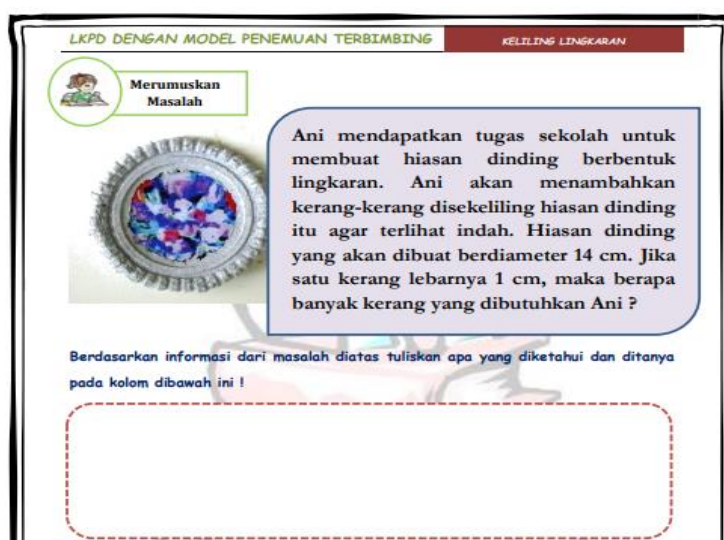 LKPD DENGAN MODEL PENEMUAN TERBIMBING
KELILING LINGKARAN
Merumuskan
Masalah
Ani mendapatkan tugas sekolah untuk
membuat hiasan dinding berbentuk
lingkaran. Ani akan menambahkan
kerang-kerang disekeliling hiasan dinding
itu agar terlihat indah. Hiasan dinding
yang akan dibuat berdiameter 14 cm. Jika
satu kerang lebarnya 1 cm, maka berapa
banyak kerang yang dibutuhkan Ani ?
Berdasarkan informasi dari masalah diatas tuliskan apa yang diketahui dan ditanya
pada kolom dibawah ini !